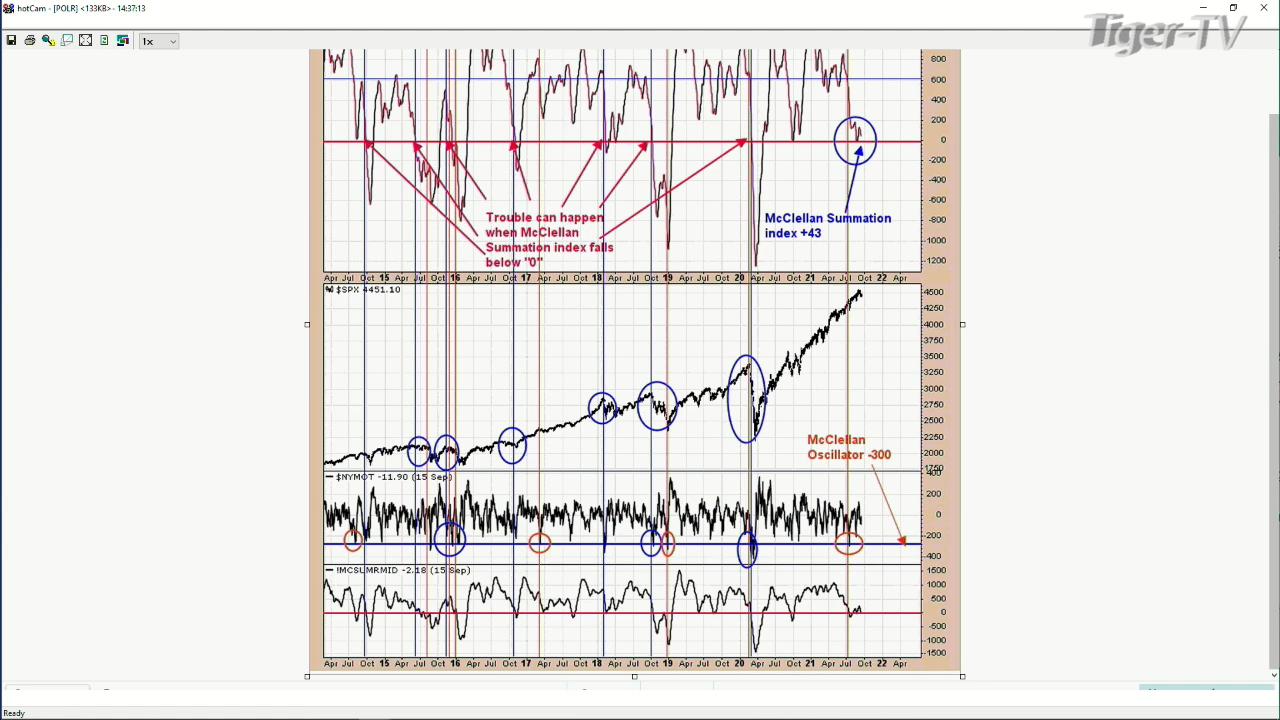 hotCam - [POLR] <133KB> - 14:37:13
Tiger-TV
1x
800
600
400
200
0
-200
-400
-600
-800
-1000
-1200
Trouble can happen
when McClellan
Summation index falls
below "0"
McClellan Summation
index +43
Apr Jul Oct 15 Apr Jul Oct 16 Apr Jul Oct 17 Apr Jul Oct 18 Apr Jul Oct 19 Apr Jul Oct 20 Apr Jul Oct 21 Apr Jul Oct 22 Apr
$SPX 4451.10
4500
4250
4000
3750
3500
3250
3000
2750
2500
2250
2000
1750
McClellan
Oscillator -300
$NYMOT -11.90 (15 Sep)
400
200
0
-200
-400
!MCSUMRMID -2.18 (15 Sep)
1500
1000
500
0
-500
-1000
-1500
Apr Jul Oct 15 Apr Jul Oct 16 Apr Jul Oct 17 Apr Jul Oct 18 Apr Jul Oct 19 Apr Jul Oct 20 Apr Jul Oct 21 Apr Jul Oct 22 Apr
Ready